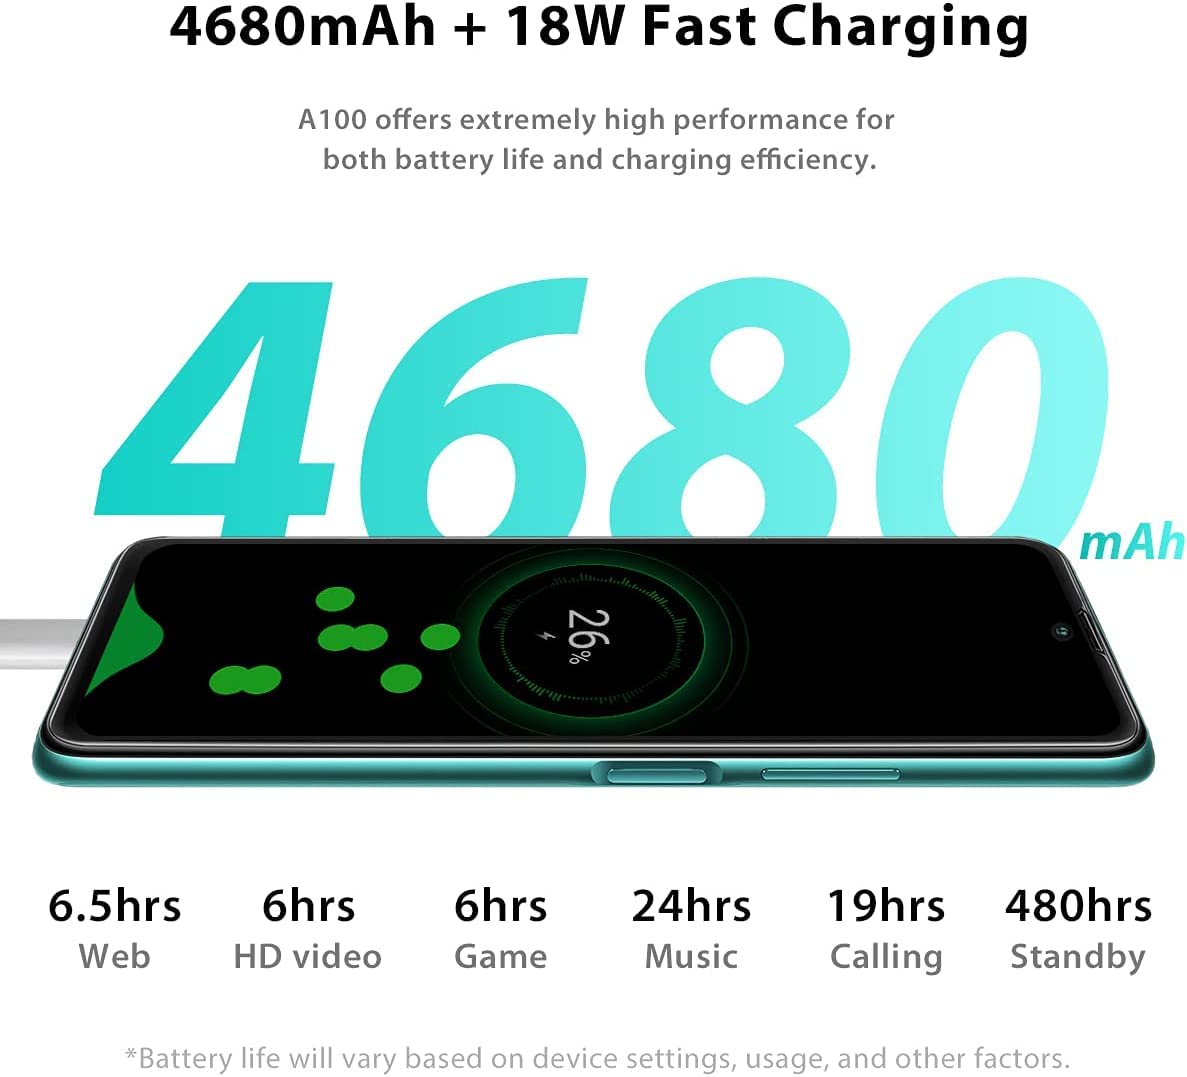 4680mAh + 18W Fast Charging
A100 offers extremely high performance for
both battery life and charging efficiency.
4680
mAh
26%
6.5hrs 6hrs 6hrs 24hrs 19hrs 480hrs
Web HD video Game Music Calling Standby
*Battery life will vary based on device settings, usage, and other factors.